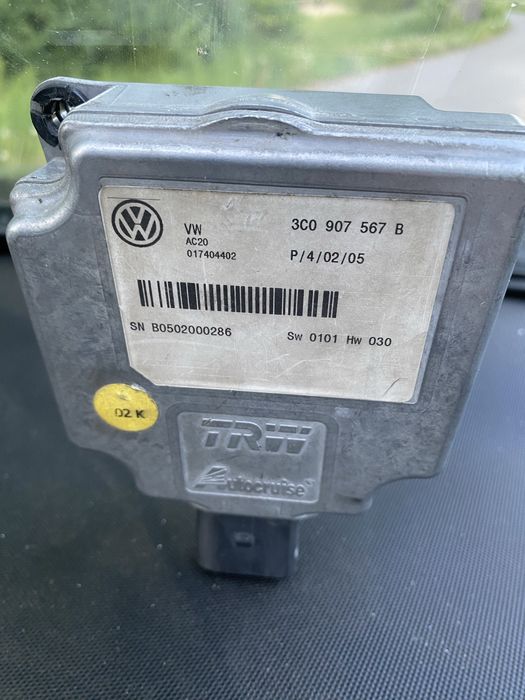 VW
3C0 907 567 B
AC20
017404402
P/4/02/05
SN B0502000286
Sw 0101 Hw 030
02 K
TRW
Autocruise